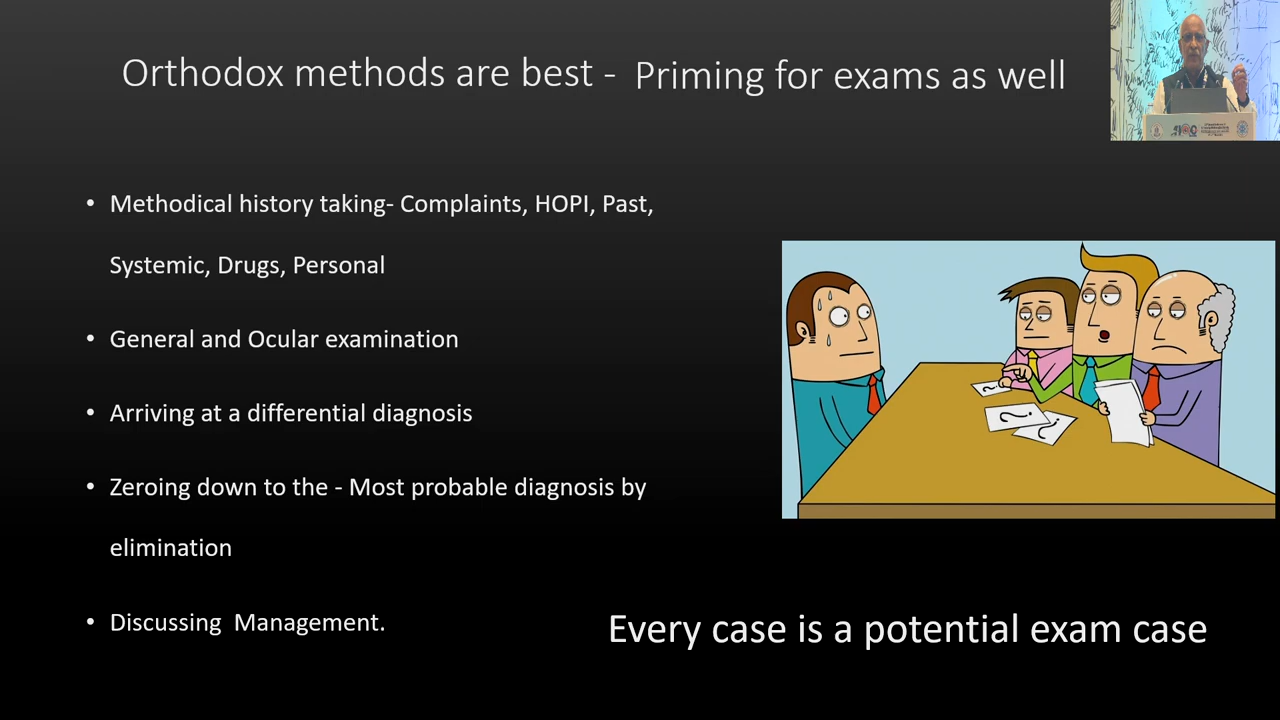 Orthodox methods are best - Priming for exams as well
• Methodical history taking- Complaints, HOPI, Past,
Systemic, Drugs, Personal
• General and Ocular examination
• Arriving at a differential diagnosis
• Zeroing down to the - Most probable diagnosis by
elimination
• Discussing  Management.
?
?
?
Every case is a potential exam case